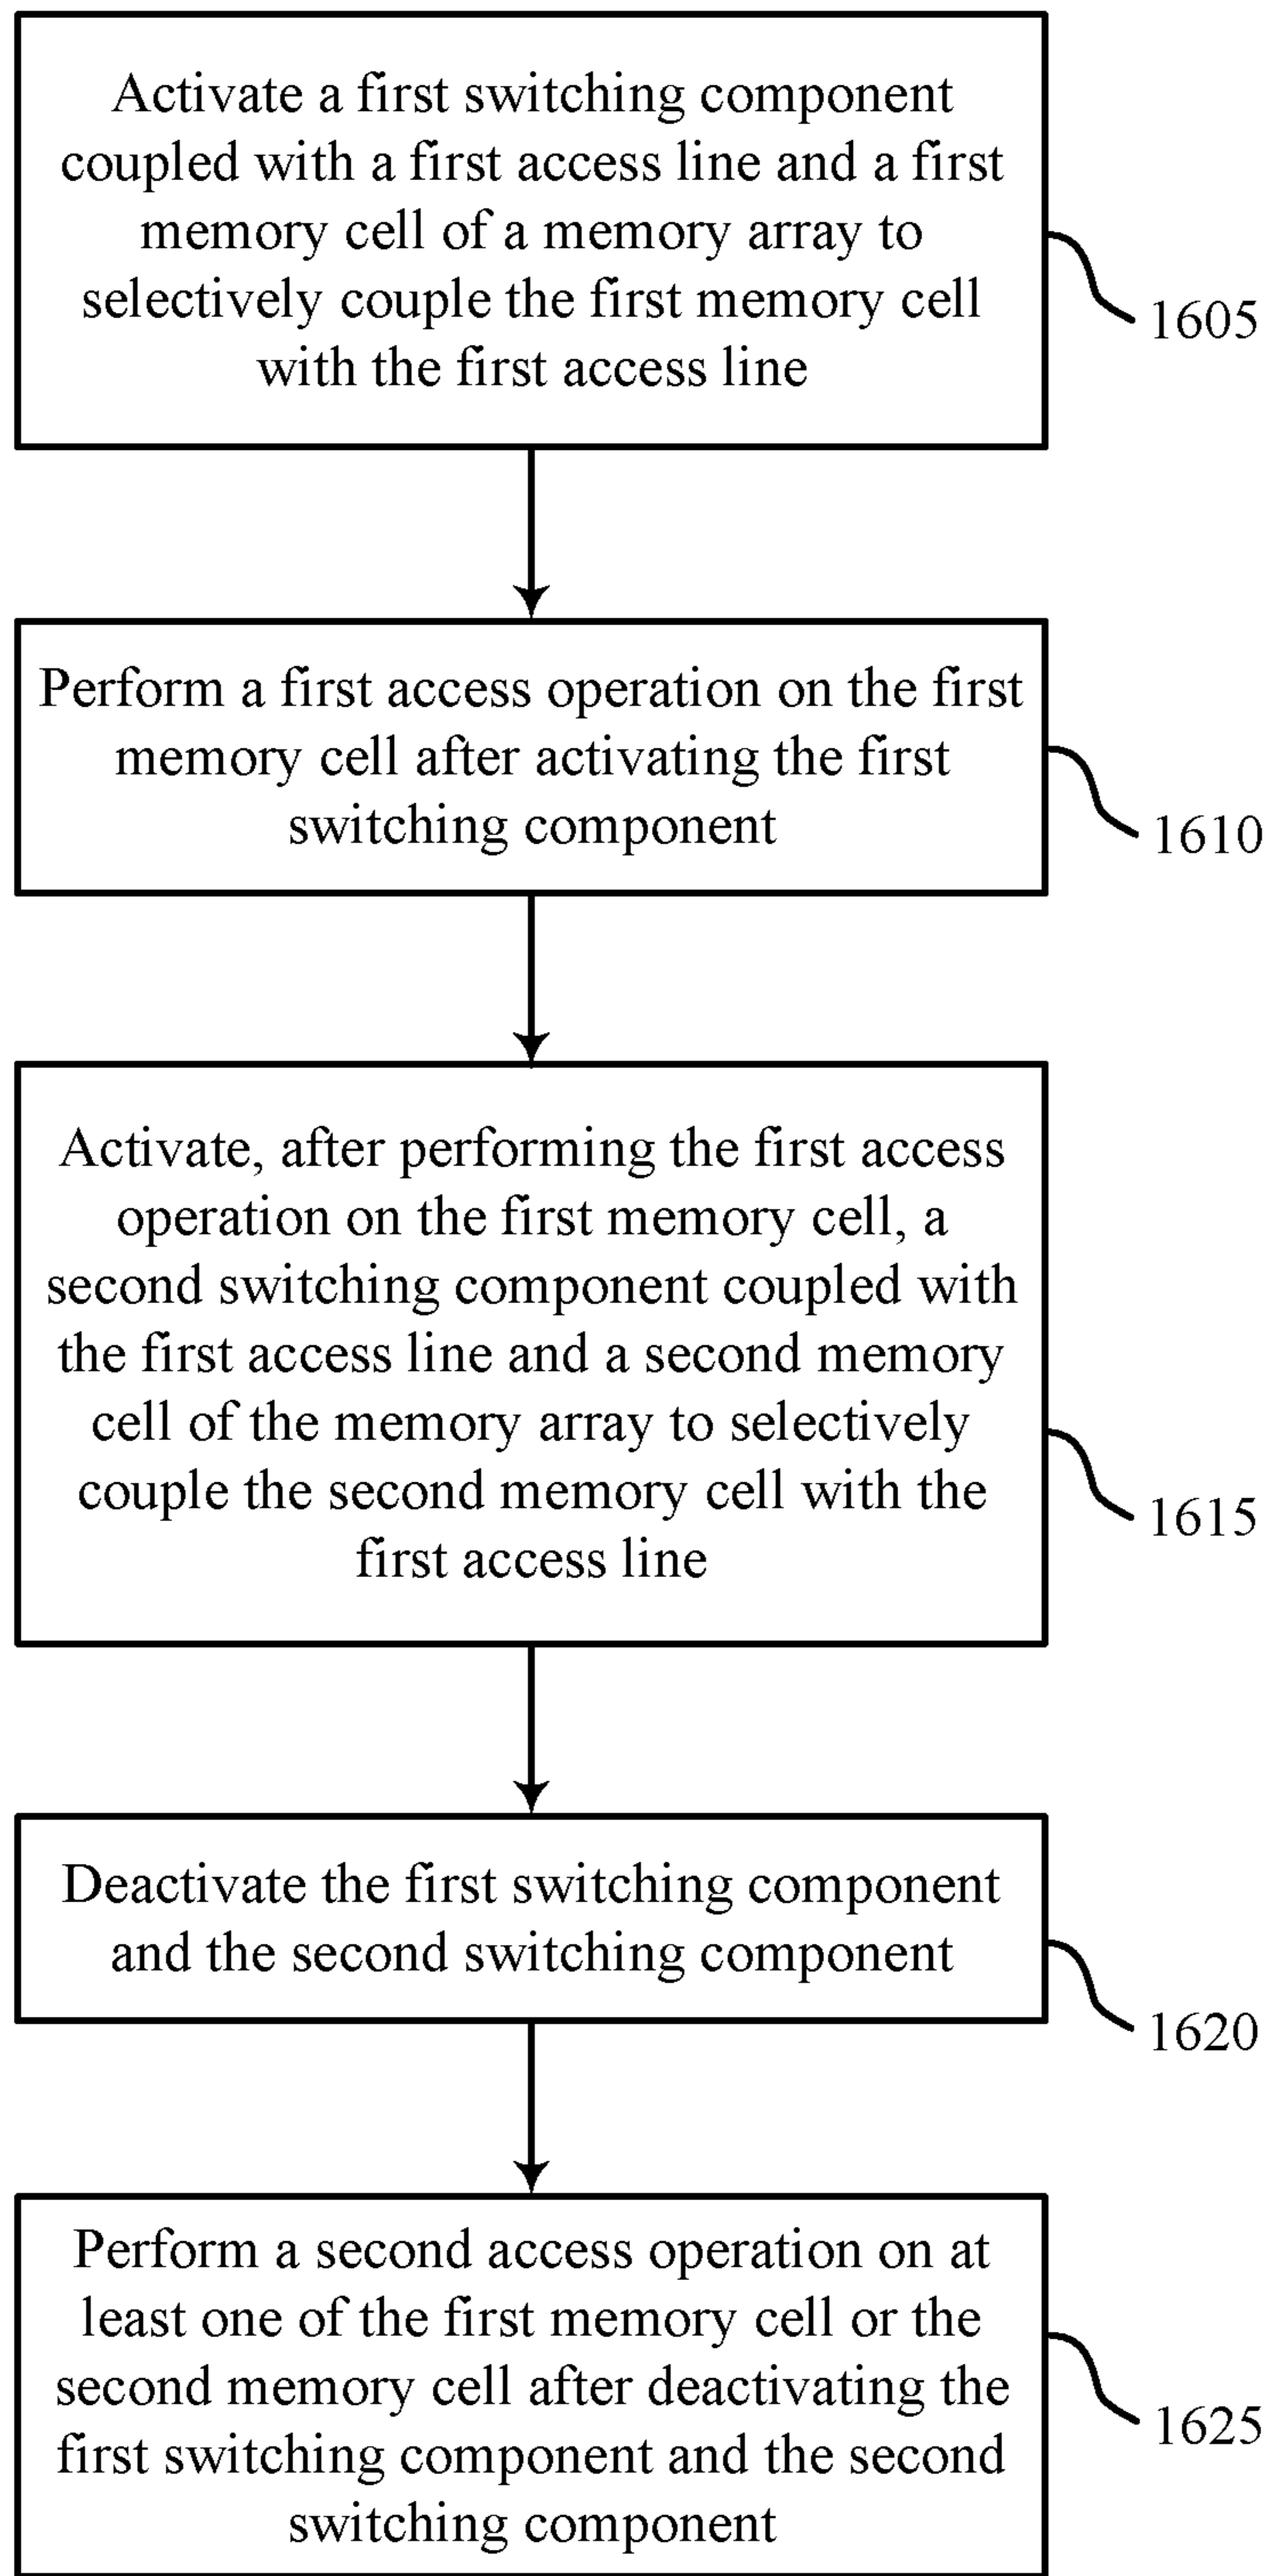 Activate a first switching component
coupled with a first access line and a first
memory cell of a memory array to
selectively couple the first memory cell
with the first access line
1605
Perform a first access operation on the first
memory cell after activating the first
switching component
1610
Activate, after performing the first access
operation on the first memory cell, a
second switching component coupled with
the first access line and a second memory
cell of the memory array to selectively
couple the second memory cell with the
first access line
1615
Deactivate the first switching component
and the second switching component
1620
Perform a second access operation on at
least one of the first memory cell or the
second memory cell after deactivating the
first switching component and the second
switching component
1625